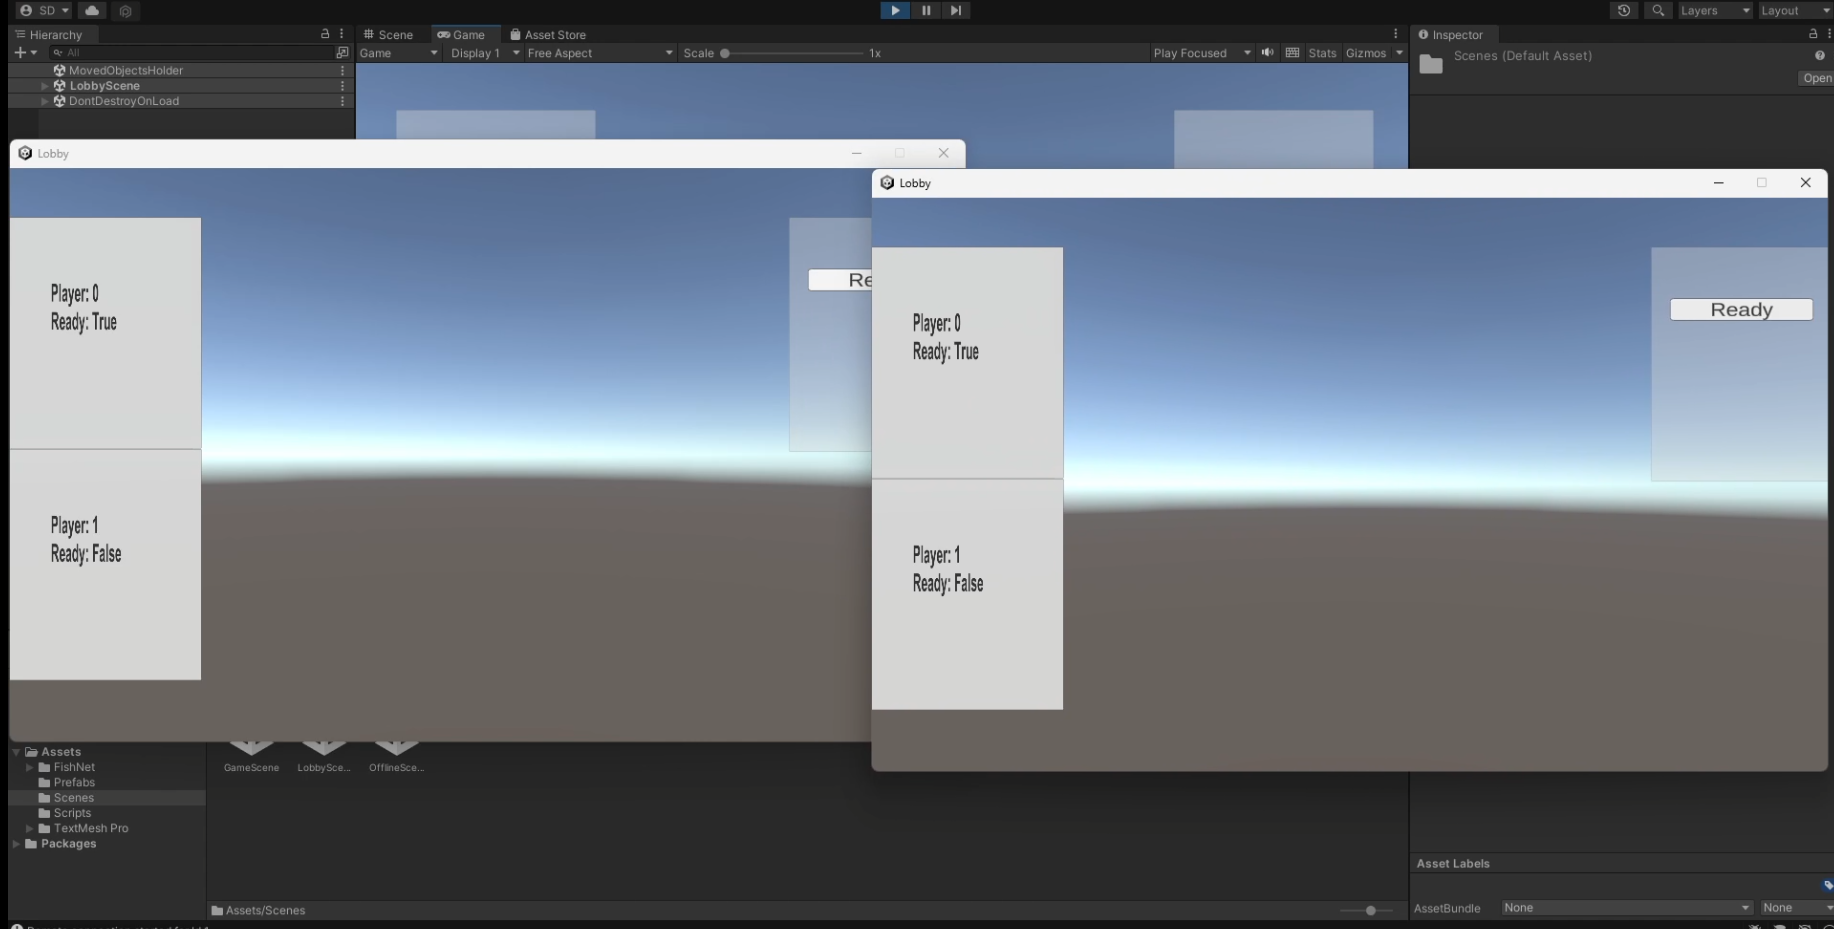 SD
Layers
Layout
Hierarchy
Scene
Game
Asset Store
Inspector
All
Game
Display 1
Free Aspect
Scale
1x
Play Focused
Stats
Gizmos
Scenes (Default Asset)
Open
MovedObjectsHolder
LobbyScene
DontDestroyOnLoad
Lobby
Player: 0
Ready: True
Player: 1
Ready: False
Re
Lobby
Player: 0
Ready: True
Player: 1
Ready: False
Ready
Assets
FishNet
Prefabs
Scenes
Scripts
TextMesh Pro
Packages
GameScene
LobbySce...
OfflineSce...
Assets/Scenes
Asset Labels
AssetBundle
None
None